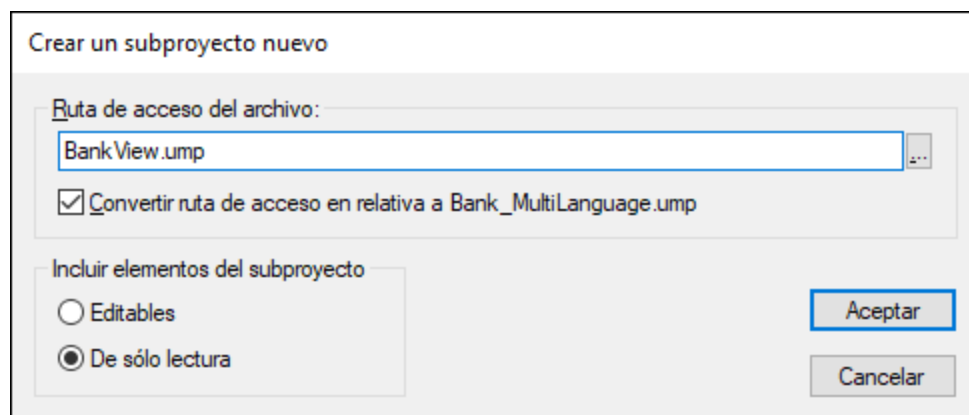 Crear un subproyecto nuevo
Ruta de acceso del archivo:
BankView.ump
...
Convertir ruta de acceso en relativa a Bank_MultiLanguage.ump
Incluir elementos del subproyecto
Editables
De sólo lectura
Aceptar
Cancelar